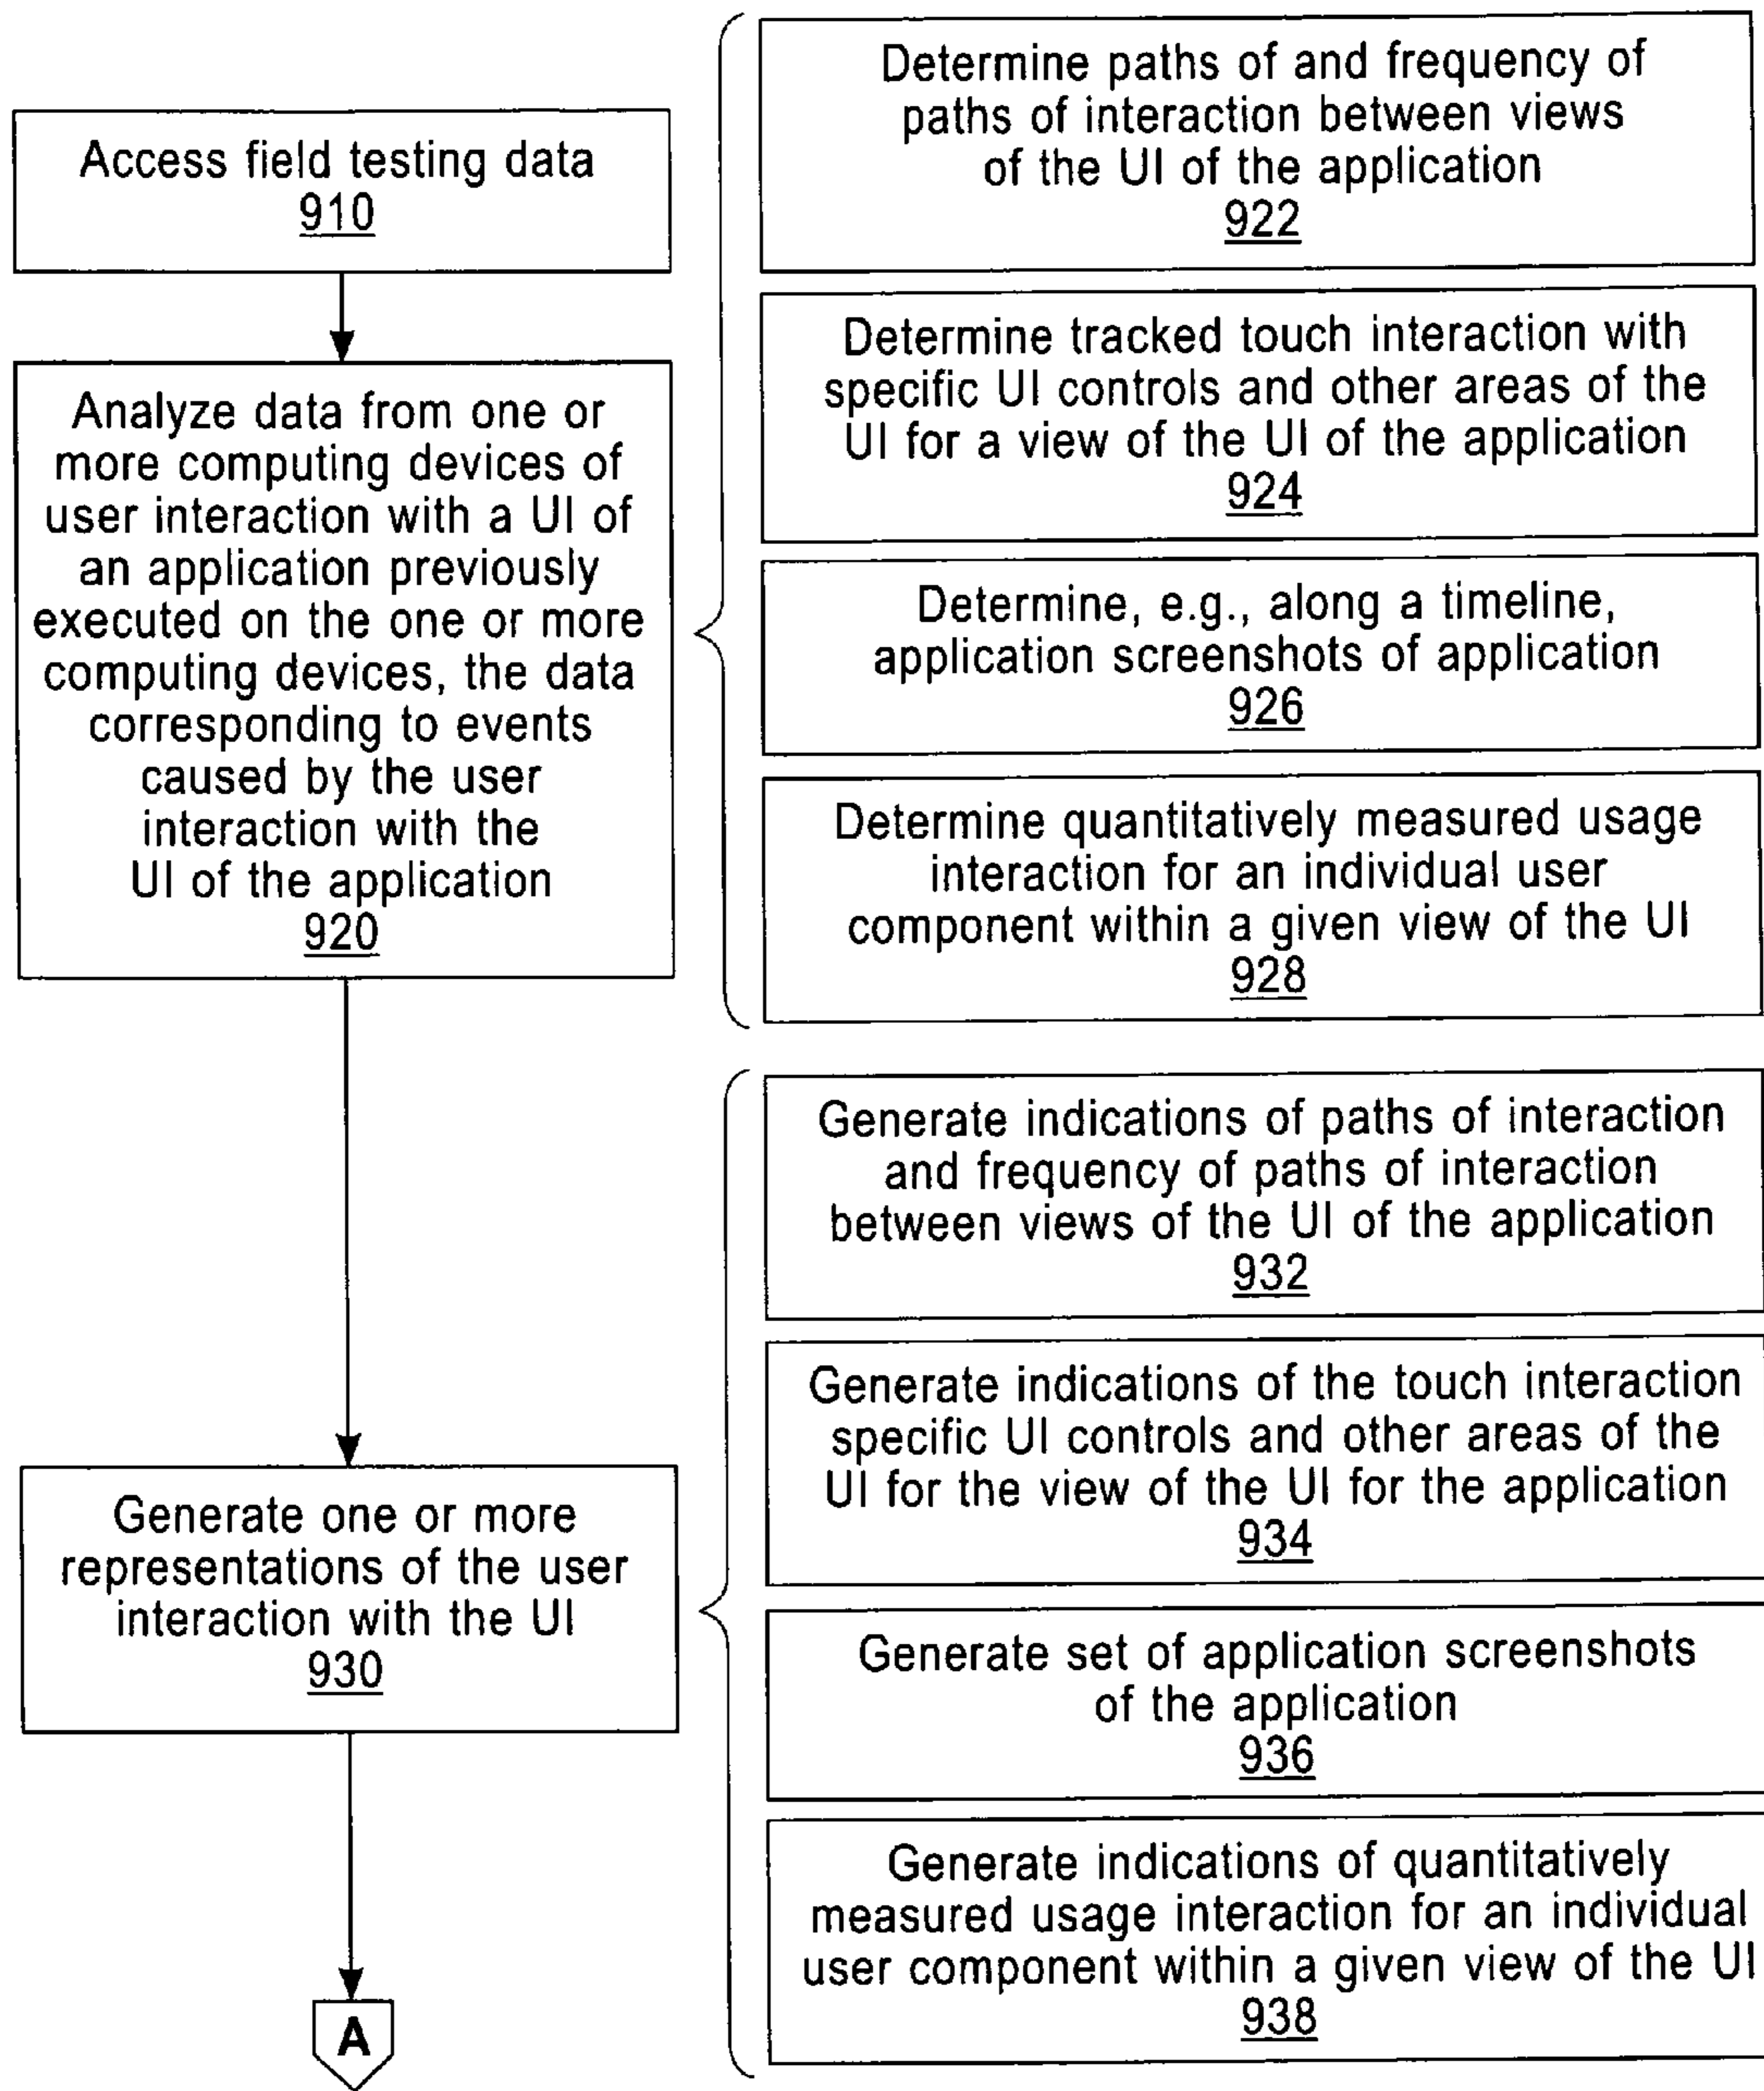 Access field testing data
910
Analyze data from one or
more computing devices of
user interaction with a UI of
an application previously
executed on the one or more
computing devices, the data
corresponding to events
caused by the user
interaction with the
UI of the application
920
Determine paths of and frequency of
paths of interaction between views
of the UI of the application
922
Determine tracked touch interaction with
specific UI controls and other areas of the
UI for a view of the UI of the application
924
Determine, e.g., along a timeline,
application screenshots of application
926
Determine quantitatively measured usage
interaction for an individual user
component within a given view of the UI
928
Generate one or more
representations of the user
interaction with the UI
930
Generate indications of paths of interaction
and frequency of paths of interaction
between views of the UI of the application
932
Generate indications of the touch interaction
specific UI controls and other areas of the
UI for the view of the UI for the application
934
Generate set of application screenshots
of the application
936
Generate indications of quantitatively
measured usage interaction for an individual
user component within a given view of the UI
938
A